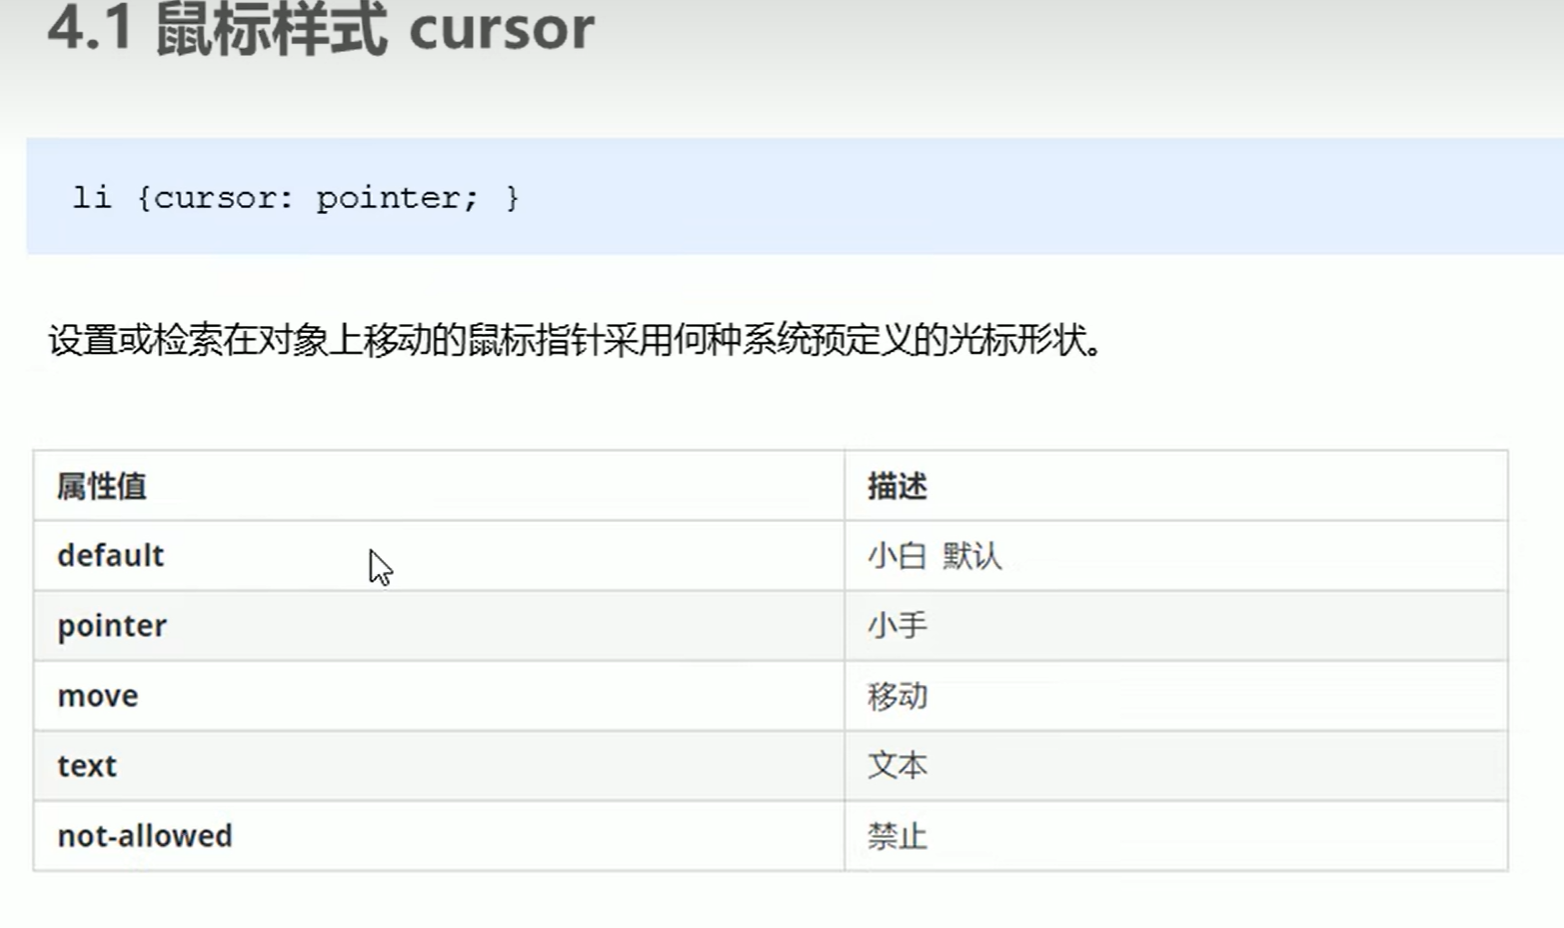 4.1 鼠标样式 cursor
li {cursor: pointer; }
设置或检索在对象上移动的鼠标指针采用何种系统预定义的光标形状。
属性值 描述
default 小白 默认
pointer 小手
move 移动
text 文本
not-allowed 禁止